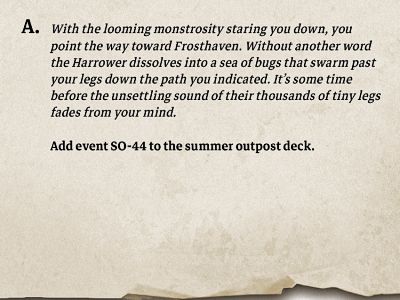 A. With the looming monstrosity staring you down, you
point the way toward Frosthaven. Without another word
the Harrower dissolves into a sea of bugs that swarm past
your legs down the path you indicated. It's some time
before the unsettling sound of their thousands of tiny legs
fades from your mind.
Add event SO-44 to the summer outpost deck.